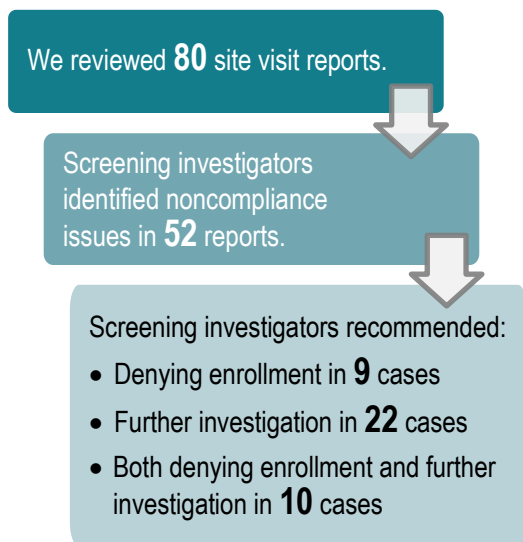 We reviewed 80 site visit reports.
Screening investigators
identified noncompliance
issues in 52 reports.
Screening investigators recommended:
• Denying enrollment in 9 cases
• Further investigation in 22 cases
• Both denying enrollment and further
investigation in 10 cases